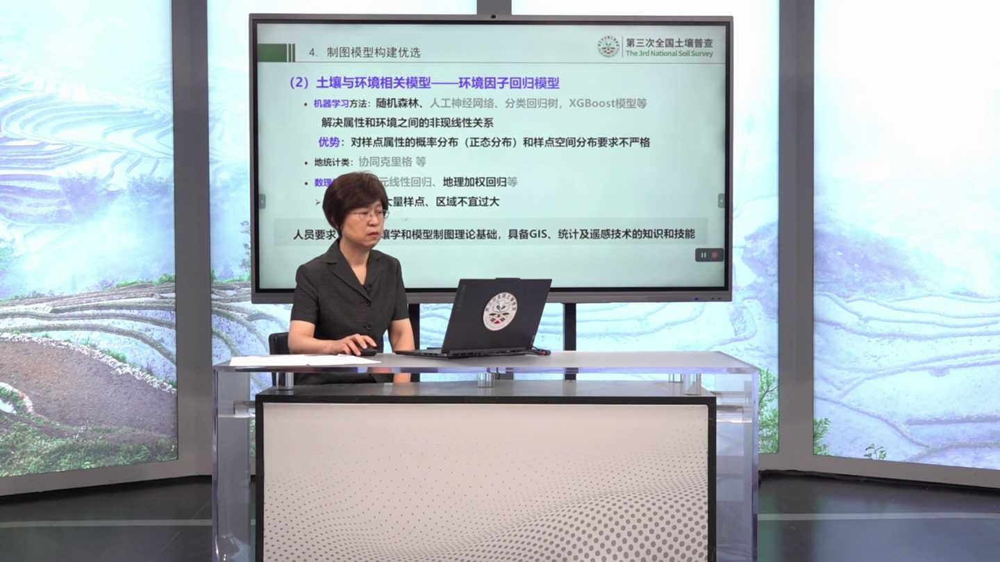 4. 制图模型构建优选
第三次全国土壤普查
The 3rd National Soil Survey
（2）土壤与环境相关模型——环境因子回归模型
• 机器学习方法：随机森林、人工神经网络、分类回归树，XGBoost模型等
解决属性和环境之间的非现线性关系
优势：对样点属性的概率分布（正态分布）和样点空间分布要求不严格
• 地统计类：协同克里格 等
• 数理 元线性回归、地理加权回归等
➢ 大量样点、区域不宜过大
人员要求 壤学和模型制图理论基础，具备GIS、统计及遥感技术的知识和技能